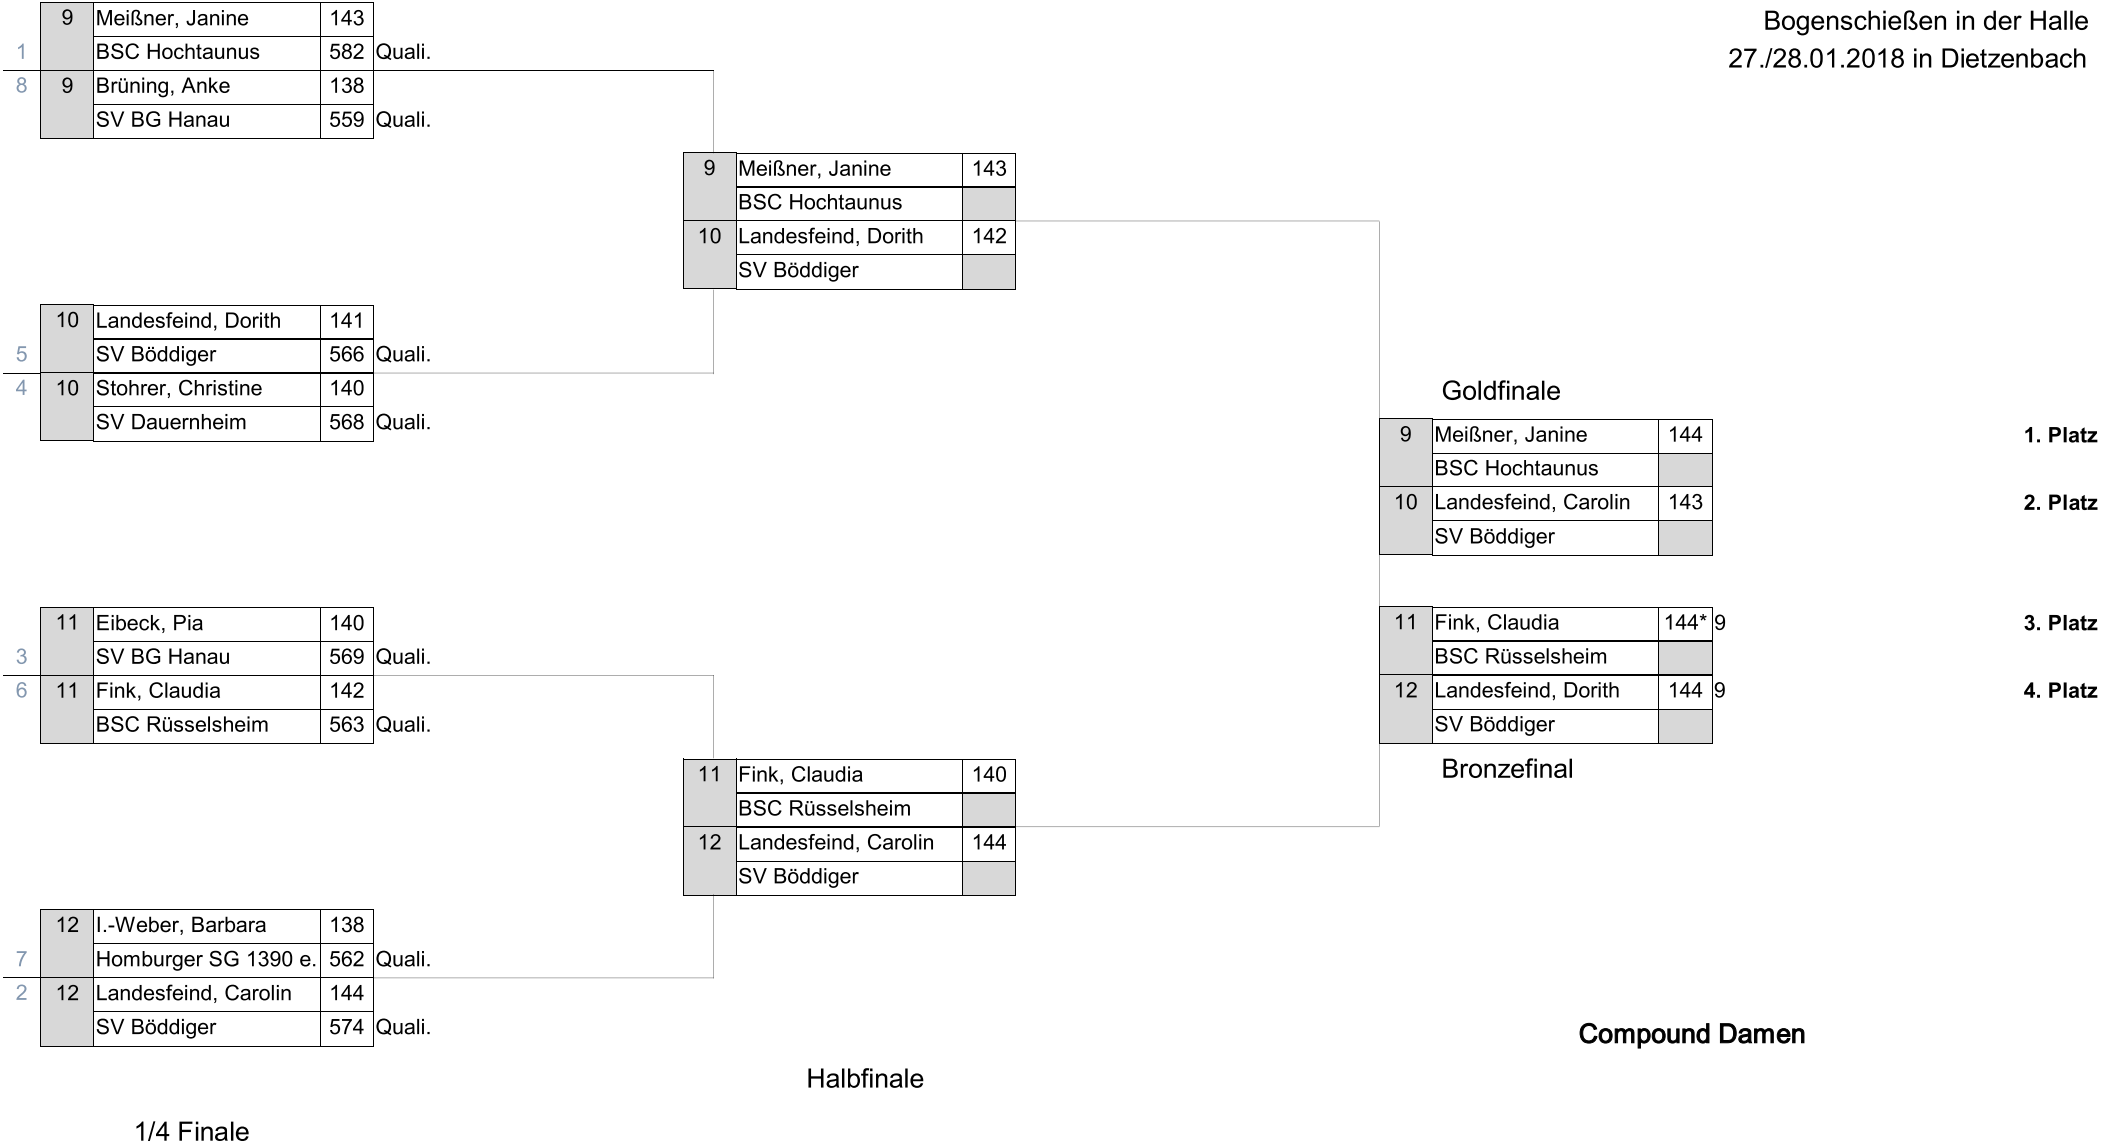 Bogenschießen in der Halle
27./28.01.2018 in Dietzenbach
9 Meißner, Janine 143
1 BSC Hochtaunus 582 Quali.
8 9 Brüning, Anke 138
SV BG Hanau 559 Quali.
9 Meißner, Janine 143
BSC Hochtaunus
10 Landesfeind, Dorith 142
SV Böddiger
10 Landesfeind, Dorith 141
5 SV Böddiger 566 Quali.
4 10 Stohrer, Christine 140
SV Dauernheim 568 Quali.
Goldfinale
9 Meißner, Janine 144 1. Platz
BSC Hochtaunus
10 Landesfeind, Carolin 143 2. Platz
SV Böddiger
11 Eibeck, Pia 140
3 SV BG Hanau 569 Quali.
6 11 Fink, Claudia 142
BSC Rüsselsheim 563 Quali.
11 Fink, Claudia 144* 9 3. Platz
BSC Rüsselsheim
12 Landesfeind, Dorith 144 9 4. Platz
SV Böddiger
Bronzefinal
11 Fink, Claudia 140
BSC Rüsselsheim
12 Landesfeind, Carolin 144
SV Böddiger
12 I.-Weber, Barbara 138
7 Homburger SG 1390 e. 562 Quali.
2 12 Landesfeind, Carolin 144
SV Böddiger 574 Quali.
Compound Damen
Halbfinale
1/4 Finale